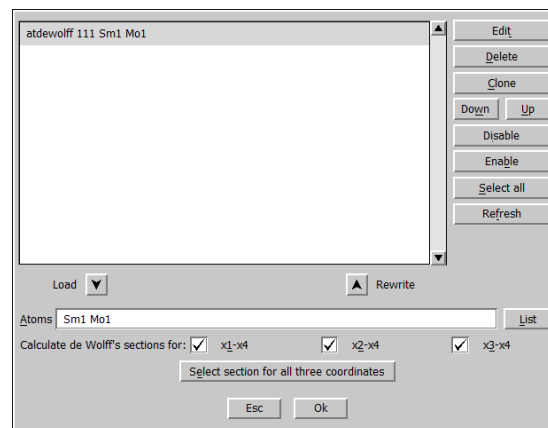 atdewolff 111 Sm1 Mo1
Edit
Delete
Clone
Down Up
Disable
Enable
Select all
Refresh
Load Rewrite
Atoms Sm1 Mo1 List
Calculate de Wolff's sections for: x1-x4 x2-x4 x3-x4
Select section for all three coordinates
Esc Ok